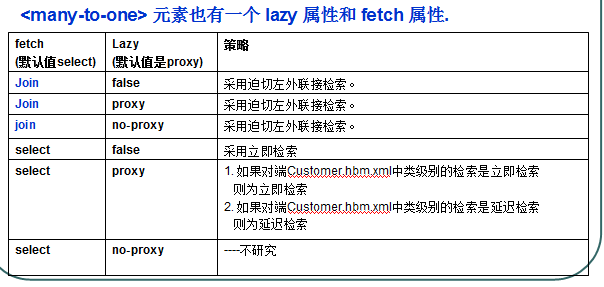 <many-to-one> 元素也有一个 lazy 属性和 fetch 属性.
fetch Lazy 策略
(默认值select) (默认值是proxy)
Join false 采用迫切左外联接检索。
Join proxy 采用迫切左外联接检索。
join no-proxy 采用迫切左外联接检索。
select false 采用立即检索
select proxy 1. 如果对端Customer.hbm.xml中类级别的检索是立即检索
则为立即检索
2. 如果对端Customer.hbm.xml中类级别的检索是延迟检索
则为延迟检索
select no-proxy ----不研究